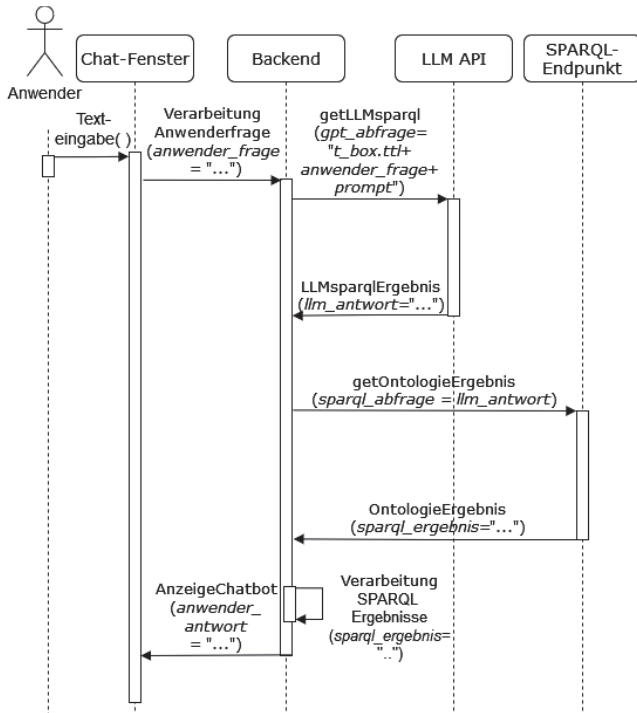 Anwender
Chat-Fenster
Backend
LLM API
SPARQL-
Endpunkt
Text-
eingabe( )
Verarbeitung
Anwenderfrage
(anwender_frage
= "...")
getLLMsparql
(gpt_abfrage=
"t_box.ttl+
anwender_frage+
prompt")
LLMsparqlErgebnis
(llm_antwort="...")
getOntologieErgebnis
(sparql_abfrage = llm_antwort)
OntologieErgebnis
(sparql_ergebnis="...")
Verarbeitung
SPARQL
Ergebnisse
(sparql_ergebnis=
"..")
AnzeigeChatbot
(anwender_
antwort
= "...")